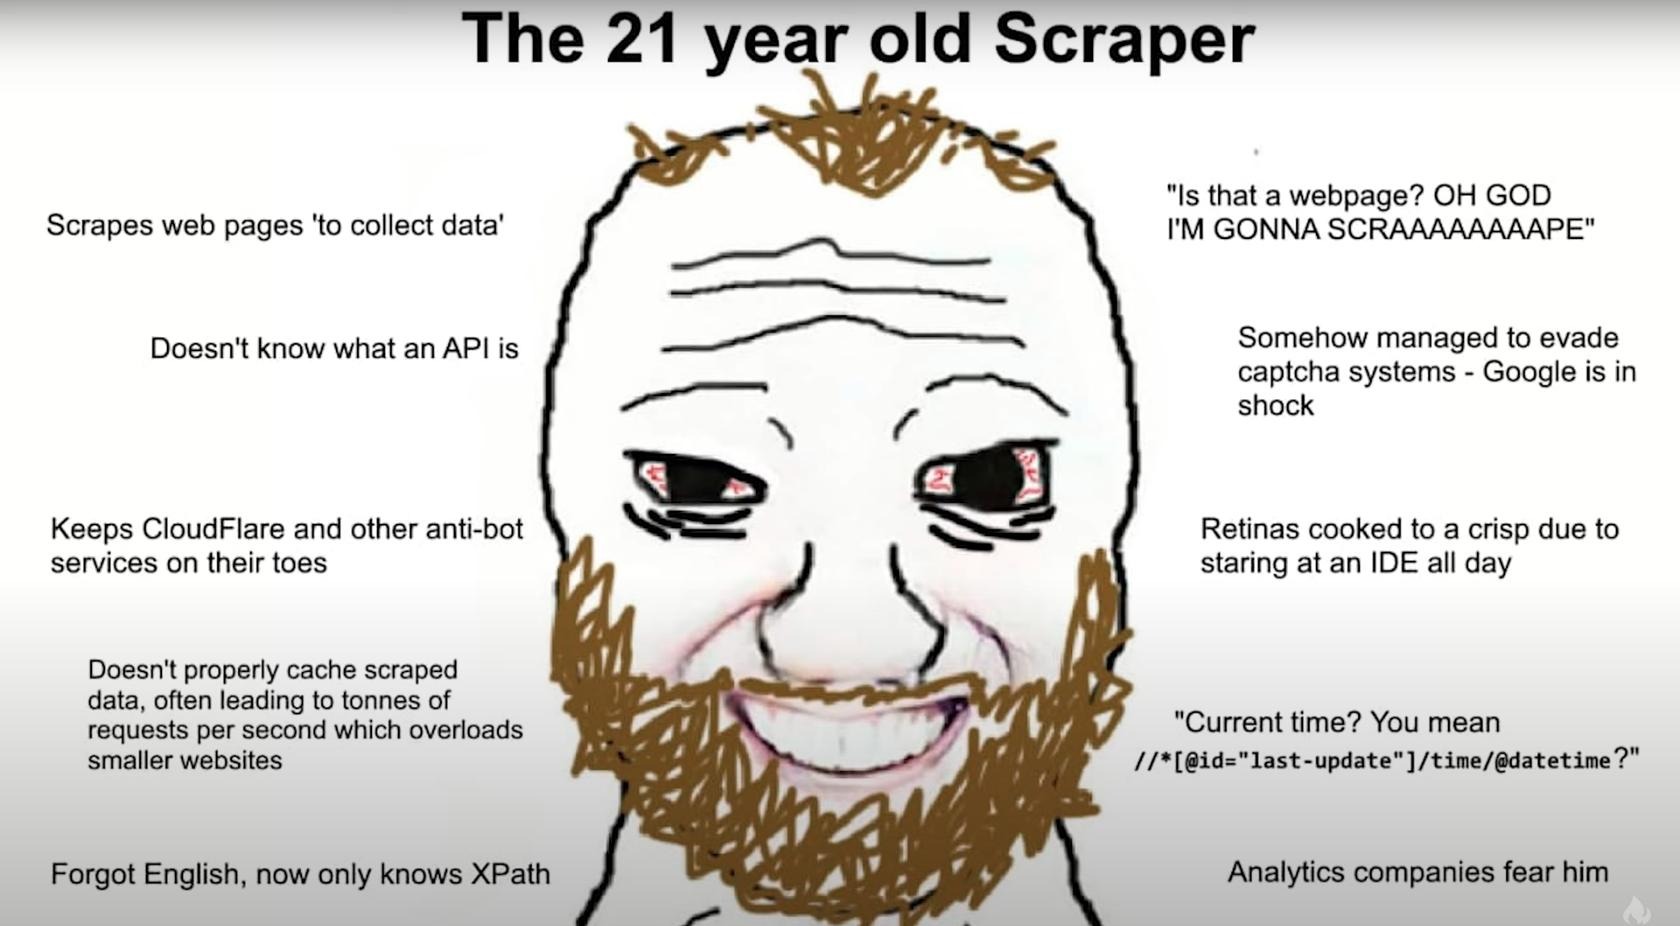 The 21 year old Scraper
Scrapes web pages 'to collect data'
Doesn't know what an API is
Keeps CloudFlare and other anti-bot
services on their toes
Doesn't properly cache scraped
data, often leading to tonnes of
requests per second which overloads
smaller websites
Forgot English, now only knows XPath
"Is that a webpage? OH GOD
I'M GONNA SCRAAAAAAAAPE"
Somehow managed to evade
captcha systems - Google is in
shock
Retinas cooked to a crisp due to
staring at an IDE all day
"Current time? You mean
//*[@id="last-update"]/time/@datetime?"
Analytics companies fear him